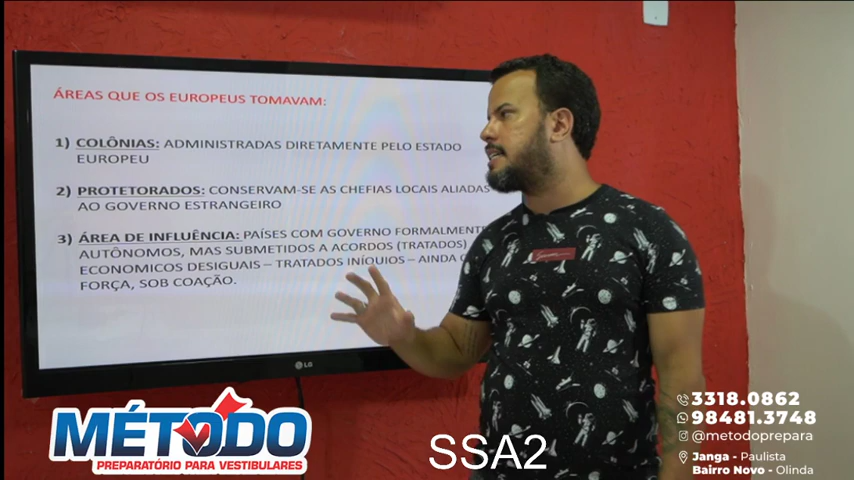 ÁREAS QUE OS EUROPEUS TOMAVAM:
1) COLÔNIAS: ADMINISTRADAS DIRETAMENTE PELO ESTADO
EUROPEU
2) PROTETORADOS: CONSERVAM-SE AS CHEFIAS LOCAIS ALIADAS
AO GOVERNO ESTRANGEIRO
3) ÁREA DE INFLUÊNCIA: PAÍSES COM GOVERNO FORMALMENTE
AUTÔNOMOS, MAS SUBMETIDOS A ACORDOS (TRATADOS)
ECONOMICOS DESIGUAIS – TRATADOS INÍQUIOS – AINDA
FORÇA, SOB COAÇÃO.
LG
MÉTODO
PREPARATÓRIO PARA VESTIBULARES
SSA2
3318.0862
98481.3748
@metodoprepara
Janga - Paulista
Bairro Novo - Olinda